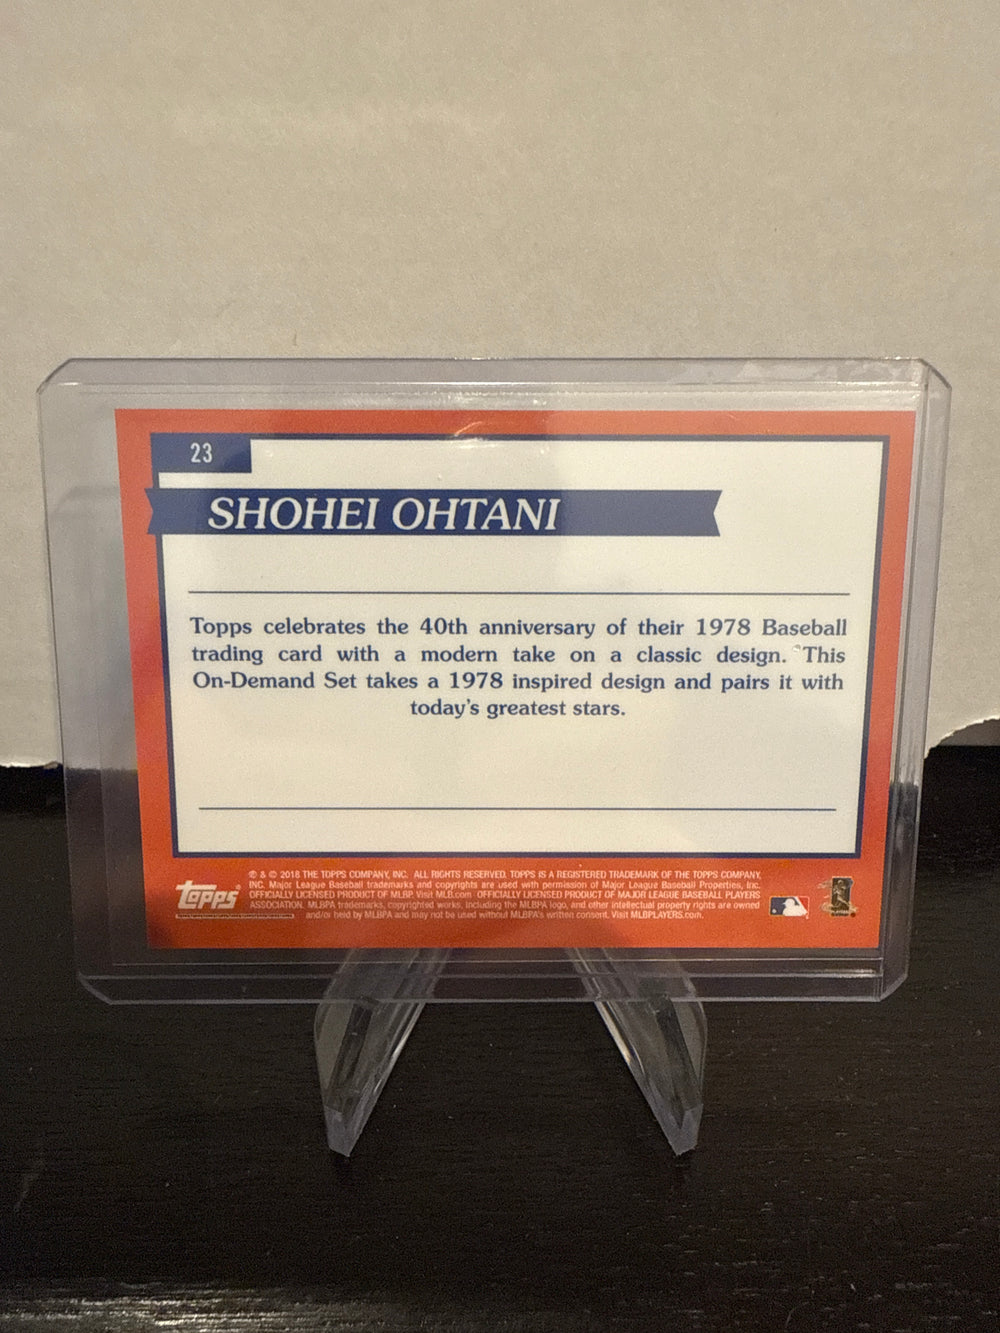 23
SHOHEI OHTANI
Topps celebrates the 40th anniversary of their 1978 Baseball
trading card with a modern take on a classic design. This
On-Demand Set takes a 1978 inspired design and pairs it with
today's greatest stars.
topps
® & © 2018 THE TOPPS COMPANY, INC. ALL RIGHTS RESERVED. TOPPS IS A REGISTERED TRADEMARK OF THE TOPPS COMPANY,
INC. Major League Baseball trademarks and copyrights are used with permission of Major League Baseball Properties, Inc.
OFFICIALLY LICENSED PRODUCT OF MLBP Visit MLB.com. OFFICIALLY LICENSED PRODUCT OF MAJOR LEAGUE BASEBALL PLAYERS
ASSOCIATION. MLBPA trademarks, copyrighted works, including the MLBPA logo, and other intellectual property rights are owned
and/or held by MLBPA and may not be used without MLBPA's written consent. Visit MLBPLAYERS.com.